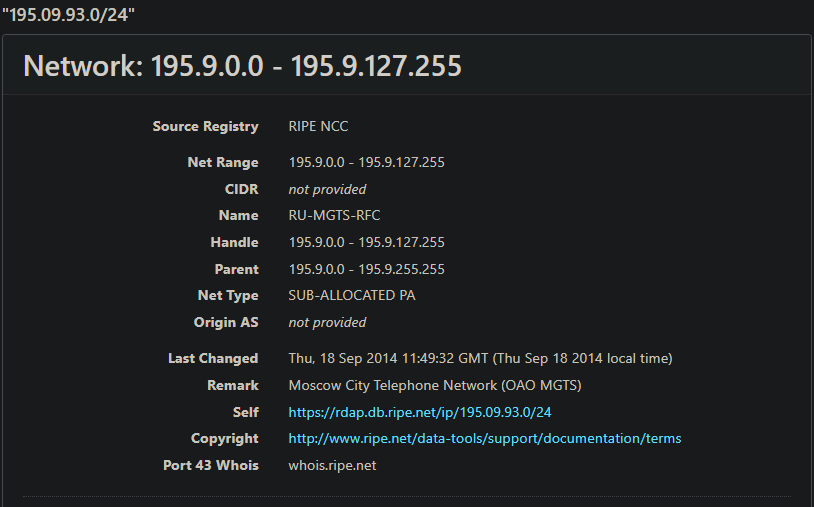 "195.09.93.0/24"
Network: 195.9.0.0 - 195.9.127.255
Source Registry RIPE NCC
Net Range 195.9.0.0 - 195.9.127.255
CIDR not provided
Name RU-MGTS-RFC
Handle 195.9.0.0 - 195.9.127.255
Parent 195.9.0.0 - 195.9.255.255
Net Type SUB-ALLOCATED PA
Origin AS not provided
Last Changed Thu, 18 Sep 2014 11:49:32 GMT (Thu Sep 18 2014 local time)
Remark Moscow City Telephone Network (OAO MGTS)
Self https://rdap.db.ripe.net/ip/195.09.93.0/24
Copyright http://www.ripe.net/data-tools/support/documentation/terms
Port 43 Whois whois.ripe.net